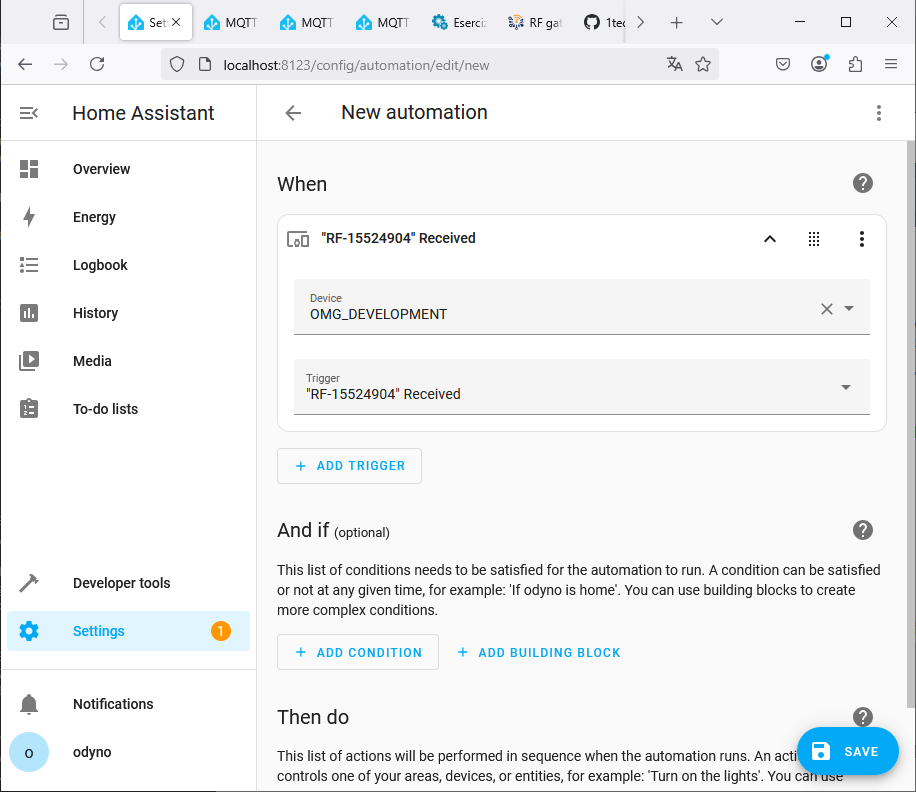 Set
MQTT
MQTT
MQTT
Eserci
RF gat
1tec
localhost:8123/config/automation/edit/new
Home Assistant
New automation
Overview
Energy
Logbook
History
Media
To-do lists
Developer tools
Settings
1
Notifications
o
odyno
When
"RF-15524904" Received
Device
OMG_DEVELOPMENT
Trigger
"RF-15524904" Received
+ ADD TRIGGER
And if (optional)
This list of conditions needs to be satisfied for the automation to run. A condition can be satisfied
or not at any given time, for example: 'If odyno is home'. You can use building blocks to create
more complex conditions.
+ ADD CONDITION
+ ADD BUILDING BLOCK
Then do
This list of actions will be performed in sequence when the automation runs. An acti
controls one of your areas, devices, or entities, for example: 'Turn on the lights'. You can use
SAVE